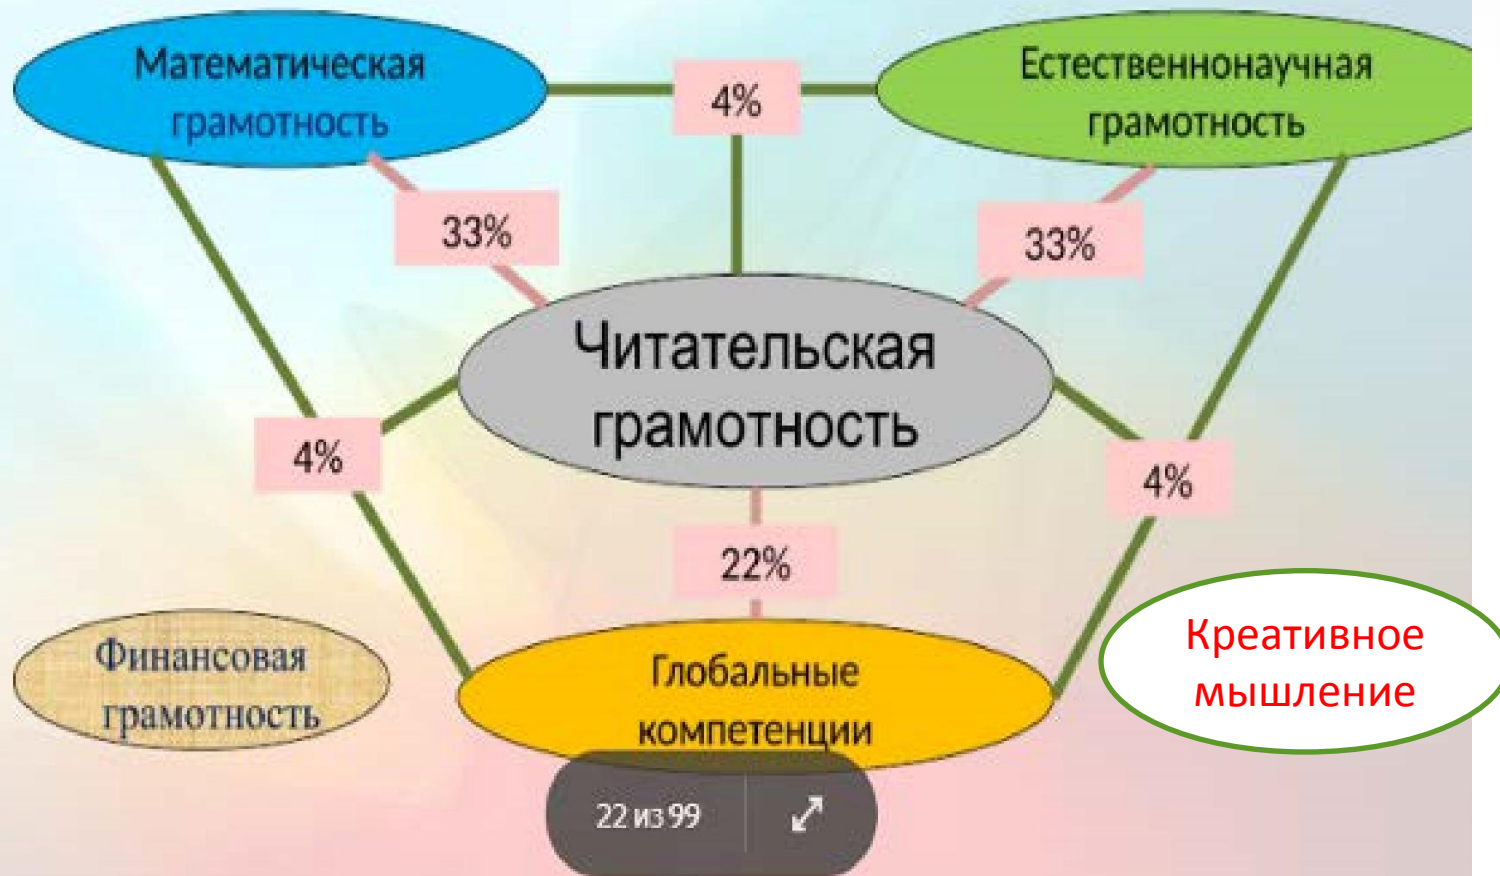 Математическая
грамотность
4%
Естественнонаучная
грамотность
33%
33%
Читательская
грамотность
4%
4%
22%
Финансовая
грамотность
Глобальные
компетенции
Креативное
мышление
22 из 99